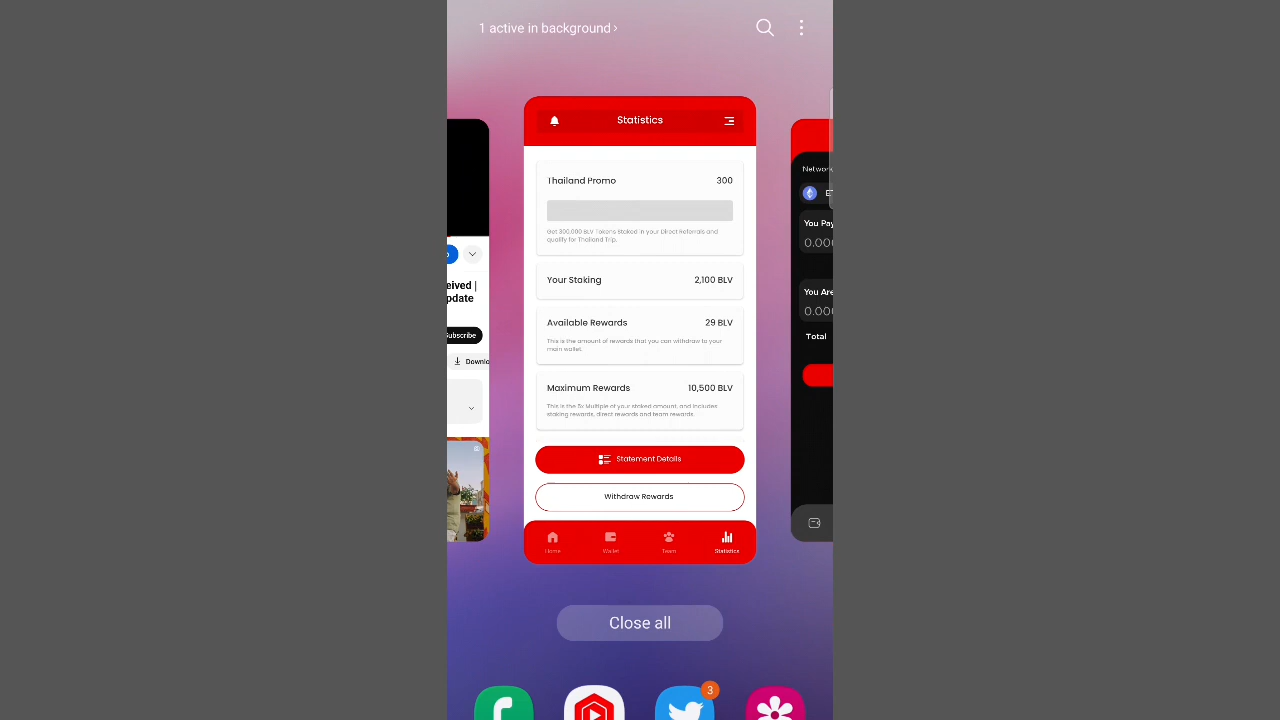 1 active in background ›
Statistics
Thailand Promo 300
Get 300,000 BLV Tokens Staked in your Direct Referrals and
qualify for Thailand Trip.
Your Staking 2,100 BLV
Available Rewards 29 BLV
This is the amount of rewards that you can withdraw to your
main wallet.
Maximum Rewards 10,500 BLV
This is the 5x Multiple of your staked amount, and includes
staking rewards, direct rewards and team rewards.
Statement Details
Withdraw Rewards
Home Wallet Team Statistics
eived |
pdate
ubscribe
Downlo
Network
You Pay
0.000
You Are
0.000
Total
Close all
3